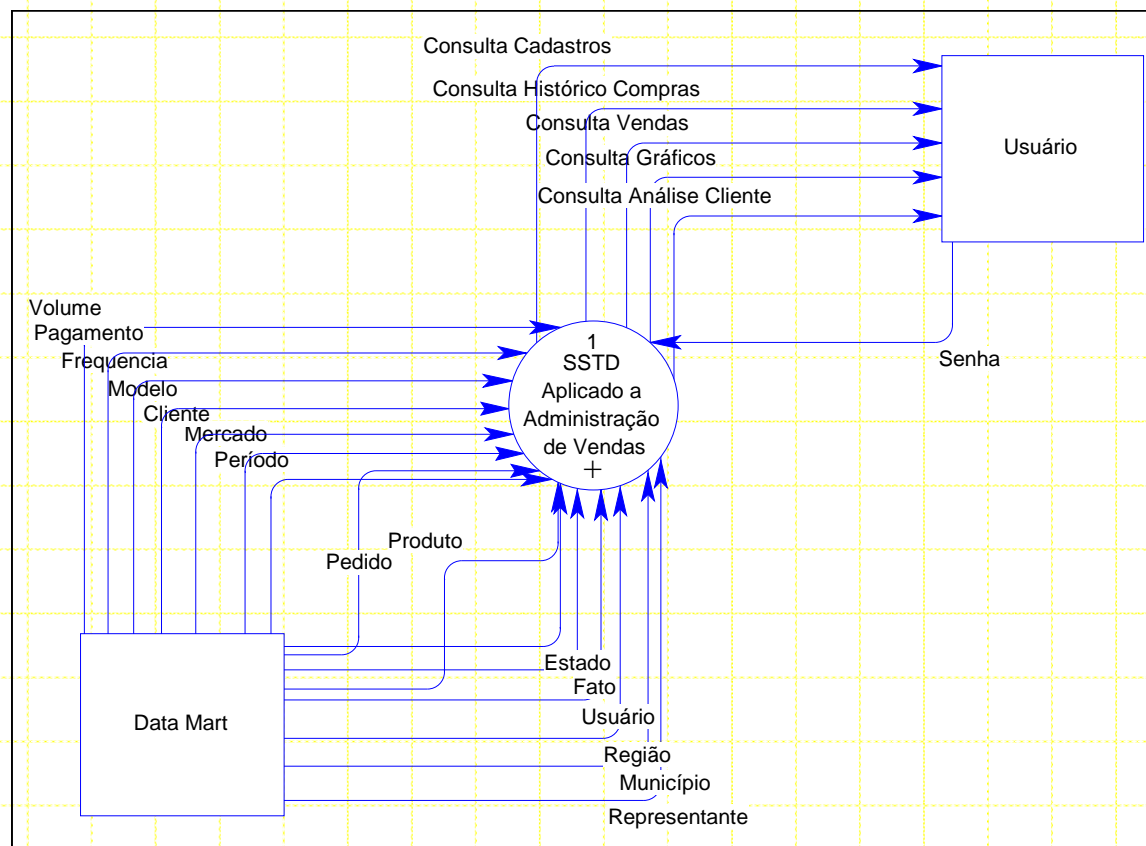 Consulta Cadastros
Consulta Histórico Compras
Consulta Vendas
Consulta Gráficos
Consulta Análise Cliente
Usuário
Volume
Pagamento
Frequencia
Modelo
Cliente
Mercado
Período
1
SSTD
Aplicado a
Administração
de Vendas
+
Senha
Produto
Pedido
Estado
Fato
Usuário
Região
Município
Representante
Data Mart